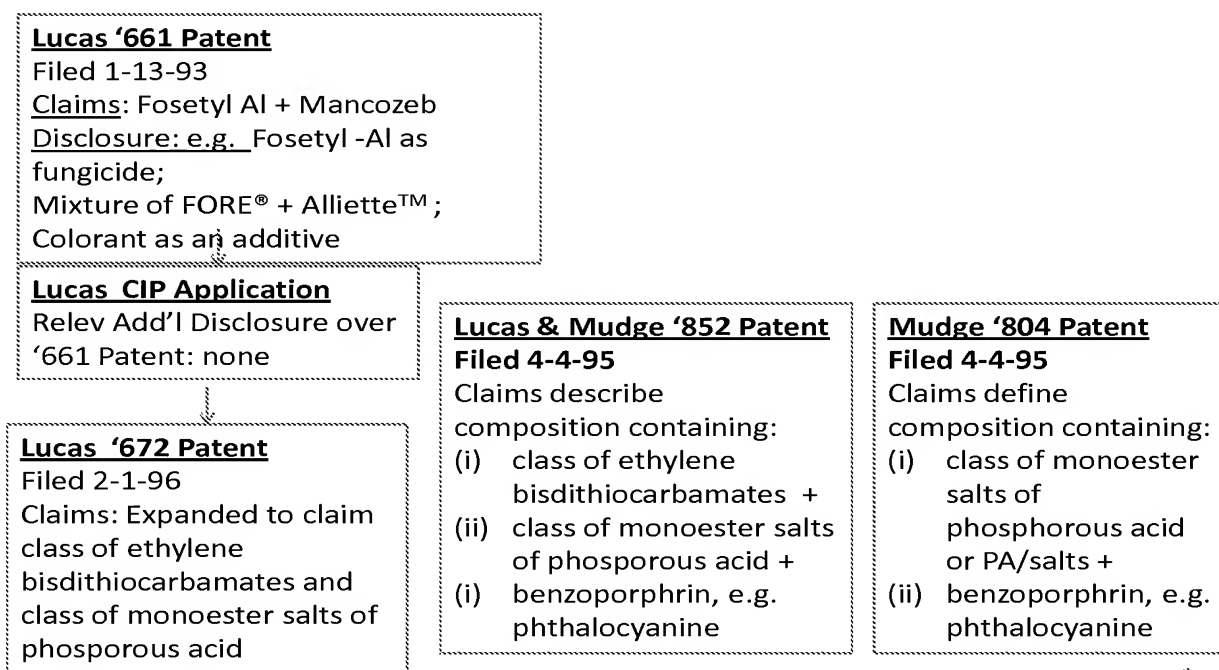 Lucas ‘661 Patent
Filed 1-13-93
Claims: Fosetyl Al + Mancozeb
Disclosure: e.g. Fosetyl -Al as
fungicide;
Mixture of FORE® + Alliette™ ;
Colorant as an additive
Lucas CIP Application
Relev Add’l Disclosure over
‘661 Patent: none
Lucas ‘672 Patent
Filed 2-1-96
Claims: Expanded to claim
class of ethylene
bisdithiocarbamates and
class of monoester salts of
phosporous acid
Lucas & Mudge ‘852 Patent
Filed 4-4-95
Claims describe
composition containing:
(i) class of ethylene
bisdithiocarbamates +
(ii) class of monoester salts
of phosporous acid +
(i) benzoporphrin, e.g.
phthalocyanine
Mudge ‘804 Patent
Filed 4-4-95
Claims define
composition containing:
(i) class of monoester
salts of
phosphorous acid
or PA/salts +
(ii) benzoporphrin, e.g.
phthalocyanine